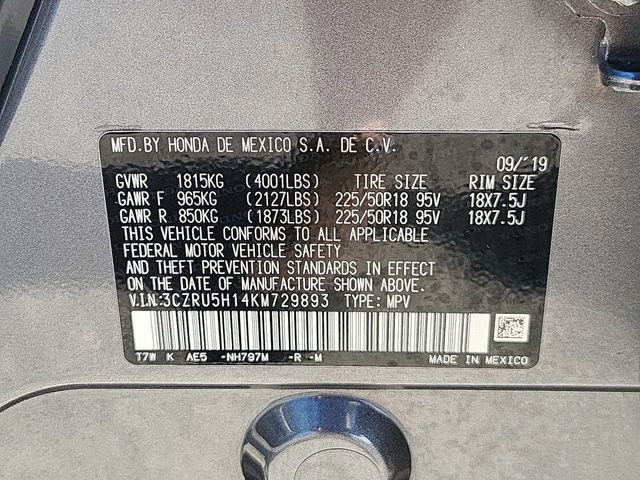 MFD.BY HONDA DE MEXICO S.A. DE C.V.
09/'19
GVWR 1815KG (4001LBS) TIRE SIZE RIM SIZE
GAWR F 965KG (2127LBS) 225/50R18 95V 18X7.5J
GAWR R 850KG (1873LBS) 225/50R18 95V 18X7.5J
THIS VEHICLE CONFORMS TO ALL APPLICABLE
FEDERAL MOTOR VEHICLE SAFETY
AND THEFT PREVENTION STANDARDS IN EFFECT
ON THE DATE OF MANUFACTURE SHOWN ABOVE.
V.I.N:3CZRU5H14KM729893 TYPE: MPV
T7W K AE5 -NH797M -R -M
MADE IN MEXICO